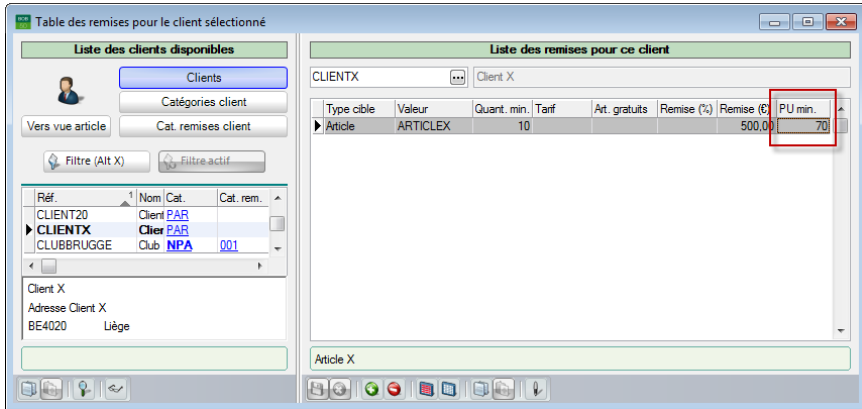 Table des remises pour le client sélectionné
Liste des clients disponibles
Clients
Catégories client
Vers vue article
Cat. remises client
Filtre (Alt X)
Filtre actif
Réf. 1 Nom Cat. Cat. rem.
CLIENT20 Client PAR
CLIENTX Clier PAR
CLUBBRUGGE Club NPA 001
Client X
Adresse Client X
BE4020 Liège
Liste des remises pour ce client
CLIENTX ... Client X
Type cible Valeur Quant. min. Tarif Art. gratuits Remise (%) Remise (€) PU min.
Article ARTICLEX 10 500,00 70
Article X